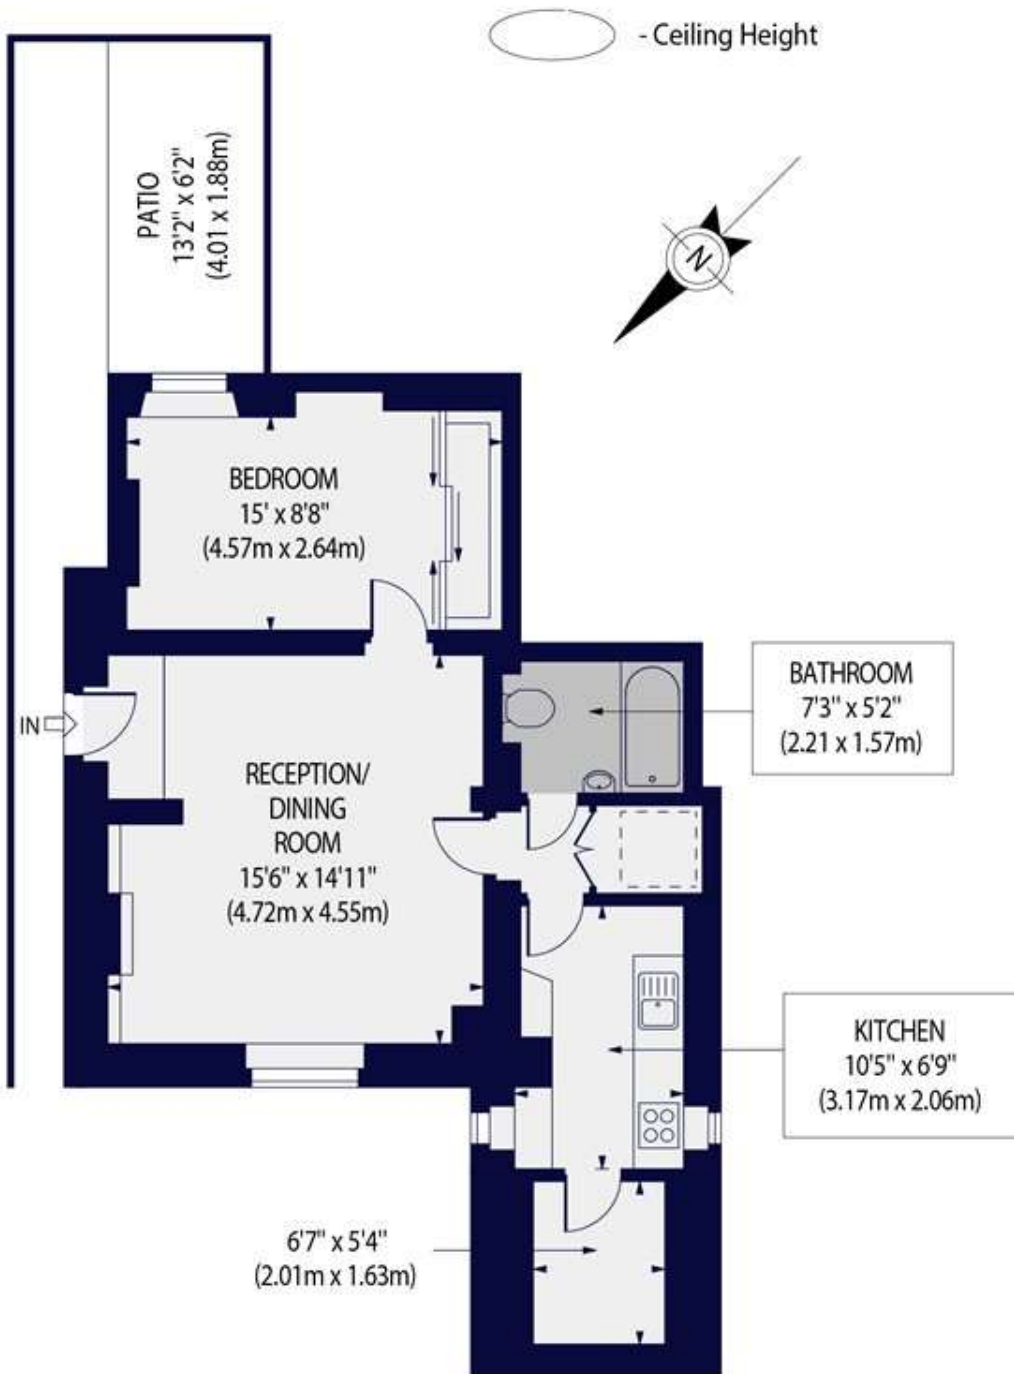 - Ceiling Height
PATIO
13'2" x 6'2"
(4.01 x 1.88m)
N
BEDROOM
15' x 8'8"
(4.57m x 2.64m)
IN
RECEPTION/
DINING
ROOM
15'6" x 14'11"
(4.72m x 4.55m)
BATHROOM
7'3" x 5'2"
(2.21 x 1.57m)
KITCHEN
10'5" x 6'9"
(3.17m x 2.06m)
6'7" x 5'4"
(2.01m x 1.63m)